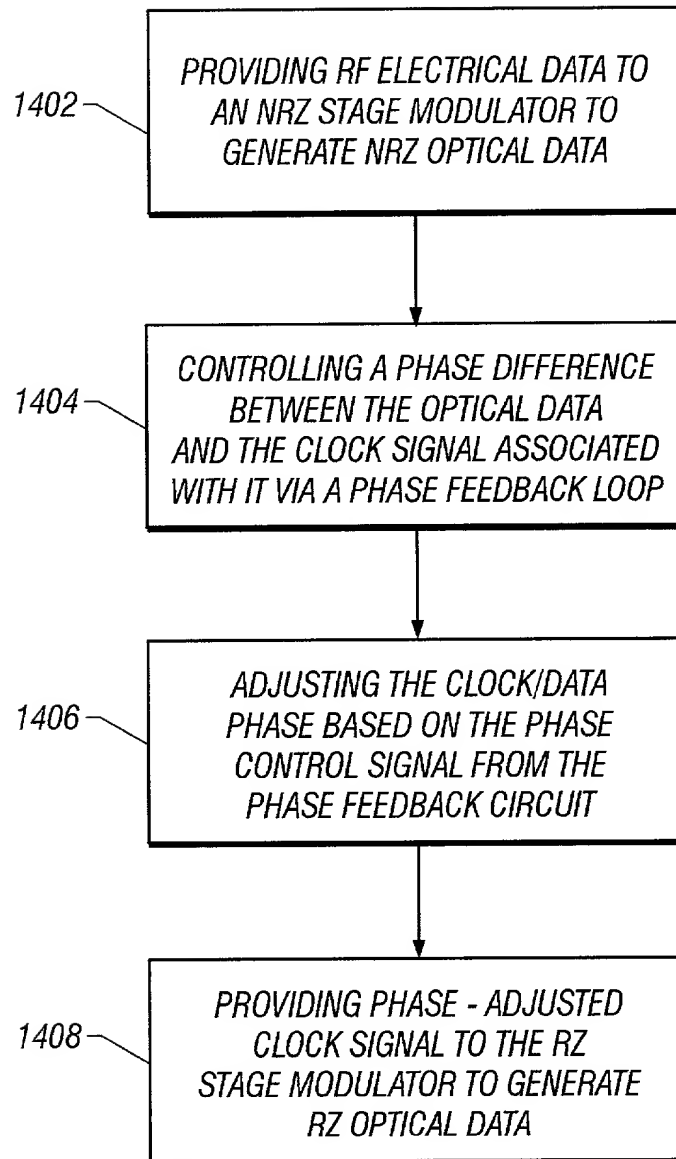 1402
PROVIDING RF ELECTRICAL DATA TO
AN NRZ STAGE MODULATOR TO
GENERATE NRZ OPTICAL DATA
1404
CONTROLLING A PHASE DIFFERENCE
BETWEEN THE OPTICAL DATA
AND THE CLOCK SIGNAL ASSOCIATED
WITH IT VIA A PHASE FEEDBACK LOOP
1406
ADJUSTING THE CLOCK/DATA
PHASE BASED ON THE PHASE
CONTROL SIGNAL FROM THE
PHASE FEEDBACK CIRCUIT
1408
PROVIDING PHASE - ADJUSTED
CLOCK SIGNAL TO THE RZ
STAGE MODULATOR TO GENERATE
RZ OPTICAL DATA